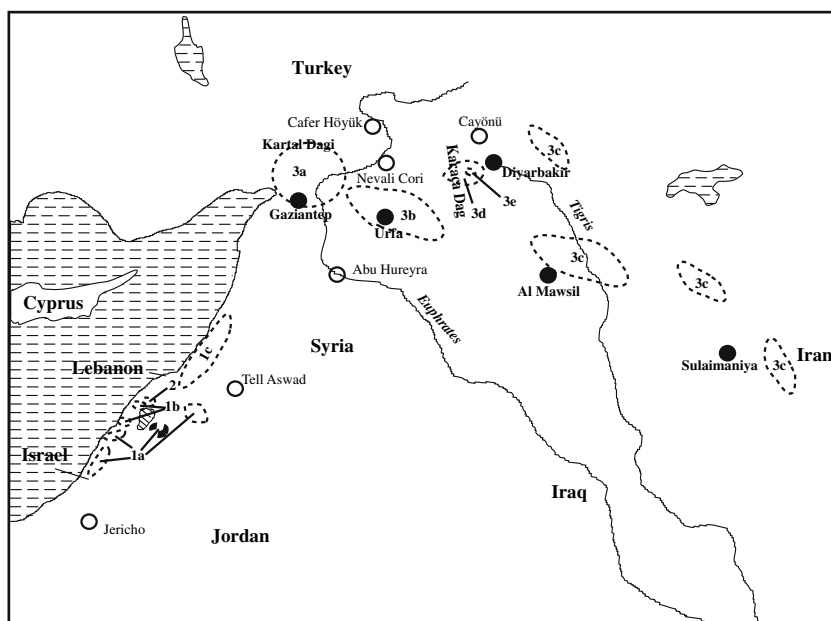 Turkey
Cafer Höyük
Cayönü
Kartal Dagi
3c
3a
Nevali Cori
Kakaça Dag
Diyarbakir
3e
3d
Gaziantep
3b
Urfa
Tigris
3c
Abu Hureyra
Al Mawsil
3c
Cyprus
Euphrates
Syria
1c
Sulaimaniya
Iran
3c
Lebanon
2
Tell Aswad
1b
Israel
1a
Iraq
Jericho
Jordan